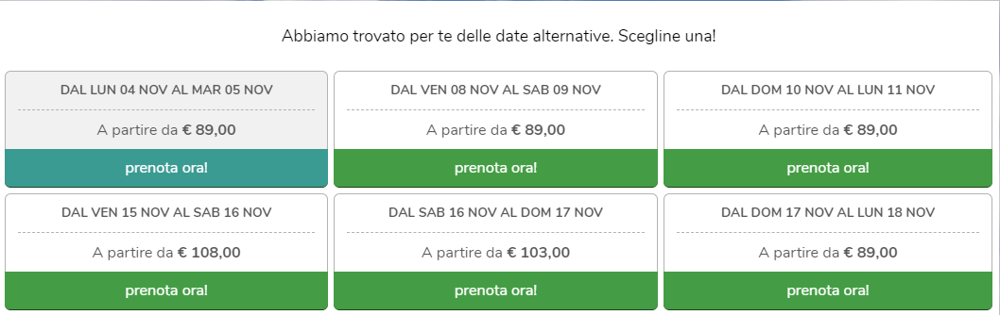 Abbiamo trovato per te delle date alternative. Scegline una!
DAL LUN 04 NOV AL MAR 05 NOV
A partire da € 89,00
prenota ora!
DAL VEN 08 NOV AL SAB 09 NOV
A partire da € 89,00
prenota ora!
DAL DOM 10 NOV AL LUN 11 NOV
A partire da € 89,00
prenota ora!
DAL VEN 15 NOV AL SAB 16 NOV
A partire da € 108,00
prenota ora!
DAL SAB 16 NOV AL DOM 17 NOV
A partire da € 103,00
prenota ora!
DAL DOM 17 NOV AL LUN 18 NOV
A partire da € 89,00
prenota ora!